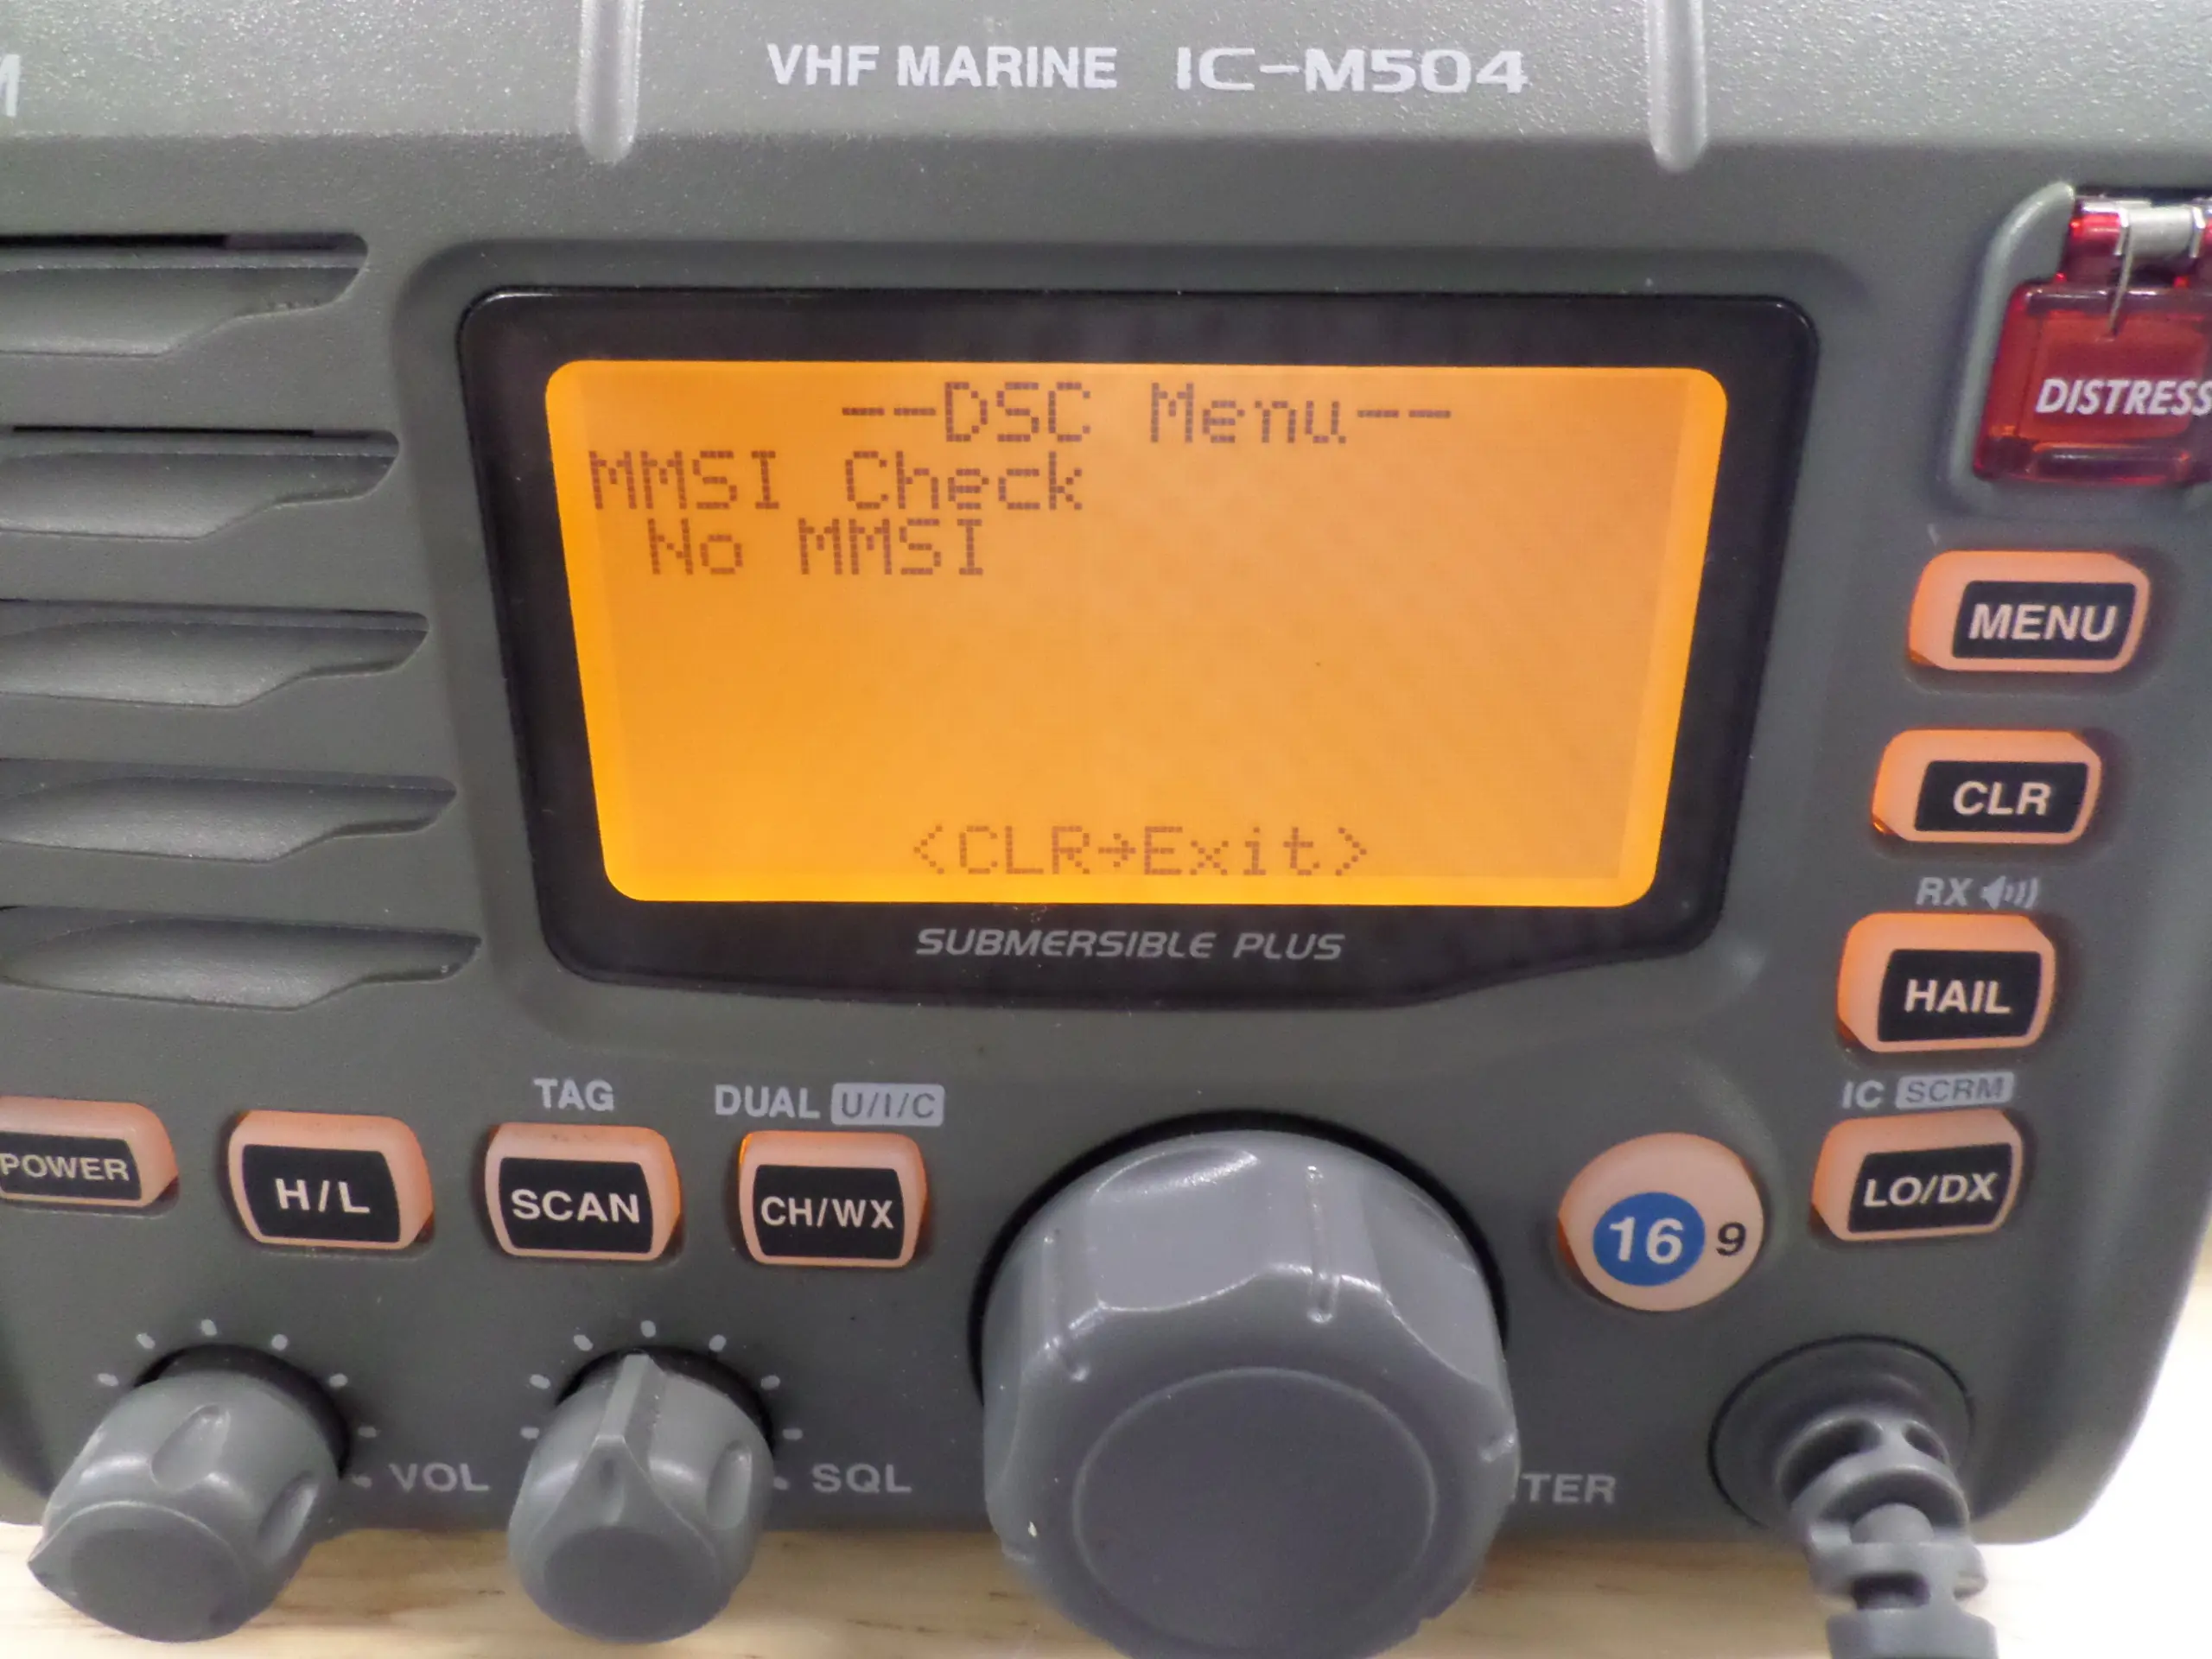 VHF MARINE IC-M504
--DSC Menu--
MMSI Check
No MMSI
<CLR→Exit>
SUBMERSIBLE PLUS
DISTRESS
MENU
CLR
RX
HAIL
IC SCRM
LO/DX
TAG
DUAL U/I/C
POWER
H/L
SCAN
CH/WX
16 9
VOL
SQL